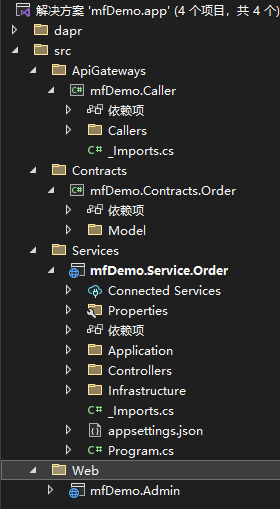 解决方案 'mfDemo.app' (4 个项目，共 4 个)
dapr
src
ApiGateways
mfDemo.Caller
依赖项
Callers
_Imports.cs
Contracts
mfDemo.Contracts.Order
依赖项
Model
Services
mfDemo.Service.Order
Connected Services
Properties
依赖项
Application
Controllers
Infrastructure
_Imports.cs
appsettings.json
Program.cs
Web
mfDemo.Admin